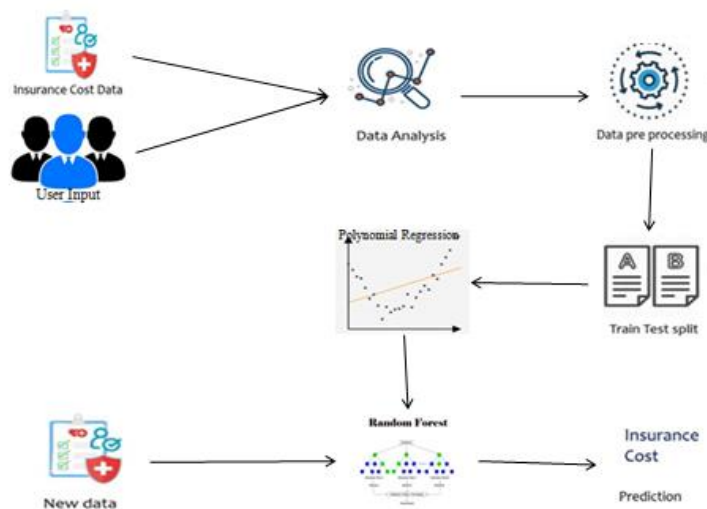 Insurance Cost Data
User Input
Data Analysis
Data pre processing
A B
Train Test split
Polynomial Regression
Random Forest
New data
Insurance
Cost
Prediction